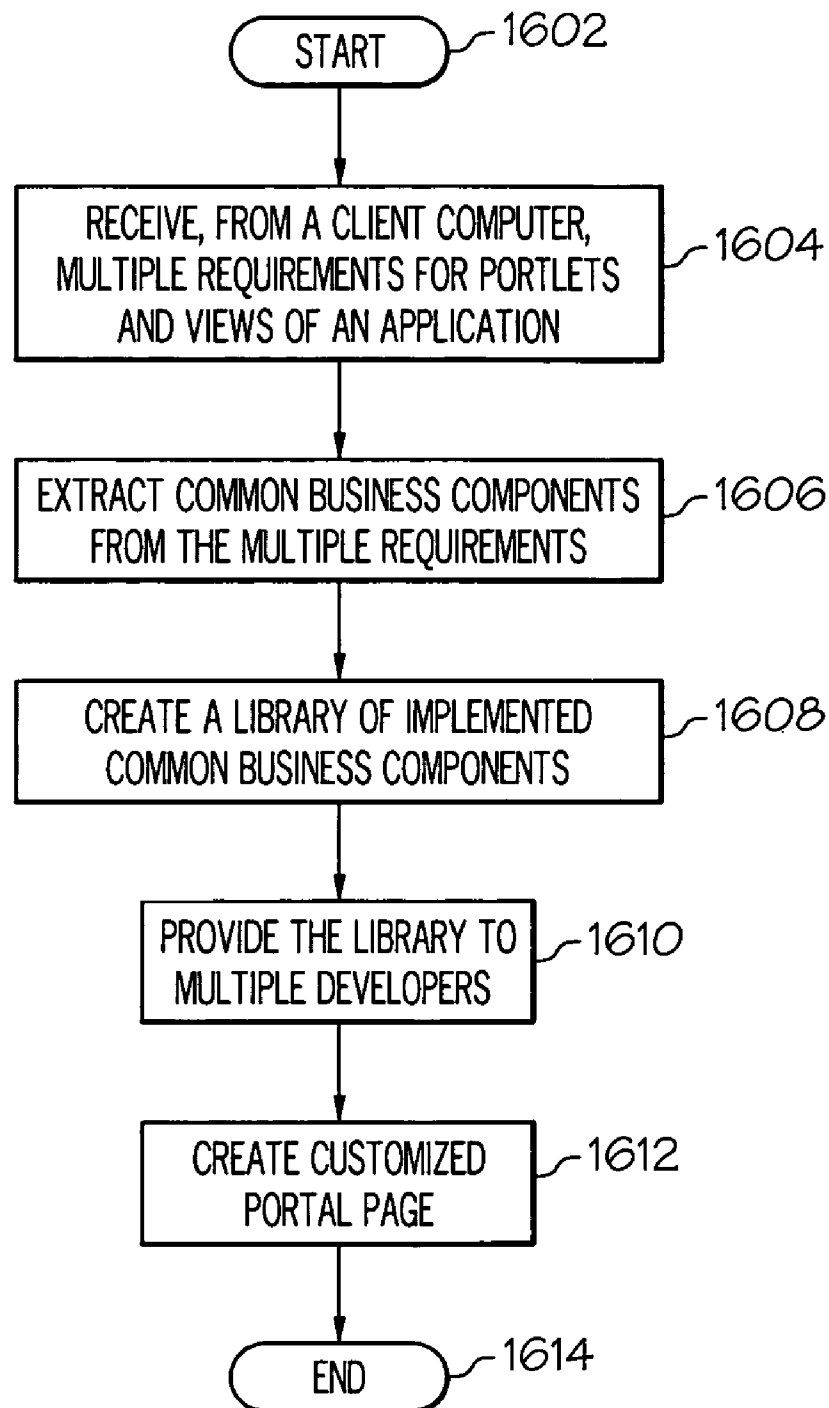 START
1602
RECEIVE, FROM A CLIENT COMPUTER,
MULTIPLE REQUIREMENTS FOR PORTLETS
AND VIEWS OF AN APPLICATION
1604
EXTRACT COMMON BUSINESS COMPONENTS
FROM THE MULTIPLE REQUIREMENTS
1606
CREATE A LIBRARY OF IMPLEMENTED
COMMON BUSINESS COMPONENTS
1608
PROVIDE THE LIBRARY TO
MULTIPLE DEVELOPERS
1610
CREATE CUSTOMIZED
PORTAL PAGE
1612
END
1614